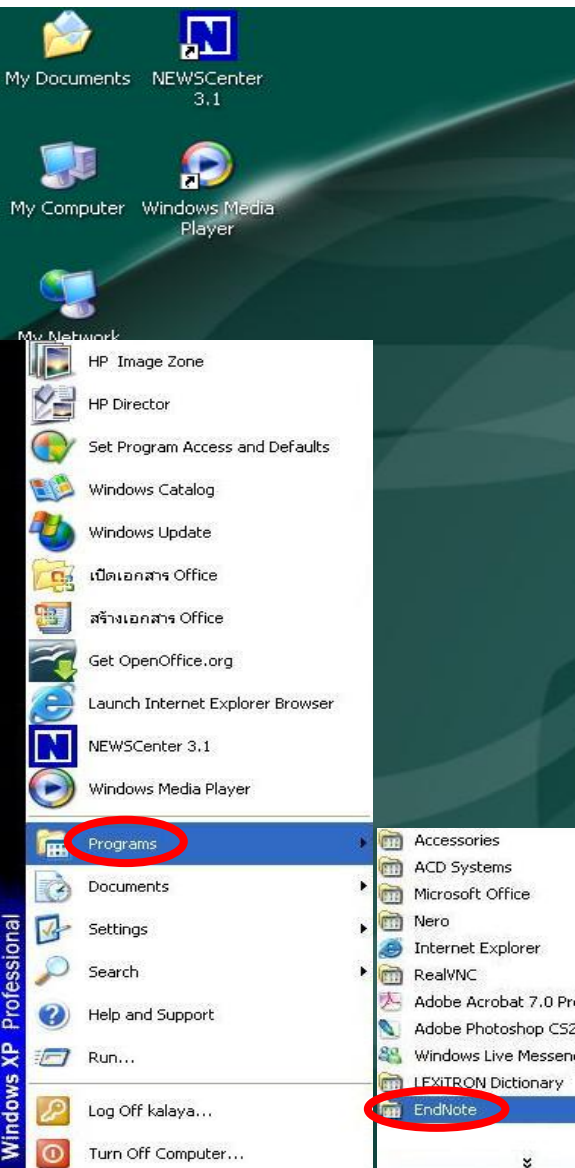 My Documents
NEWSCenter
3.1
My Computer
Windows Media
Player
My Network
HP Image Zone
HP Director
Set Program Access and Defaults
Windows Catalog
Windows Update
เปิดเอกสาร Office
สร้างเอกสาร Office
Get OpenOffice.org
Launch Internet Explorer Browser
NEWSCenter 3.1
Windows Media Player
Programs
Documents
Settings
Search
Help and Support
Run...
Log Off kalaya...
Turn Off Computer...
Windows XP Professional
Accessories
ACD Systems
Microsoft Office
Nero
Internet Explorer
RealVNC
Adobe Acrobat 7.0 Pr
Adobe Photoshop CS2
Windows Live Messen
LEXiTRON Dictionary
EndNote